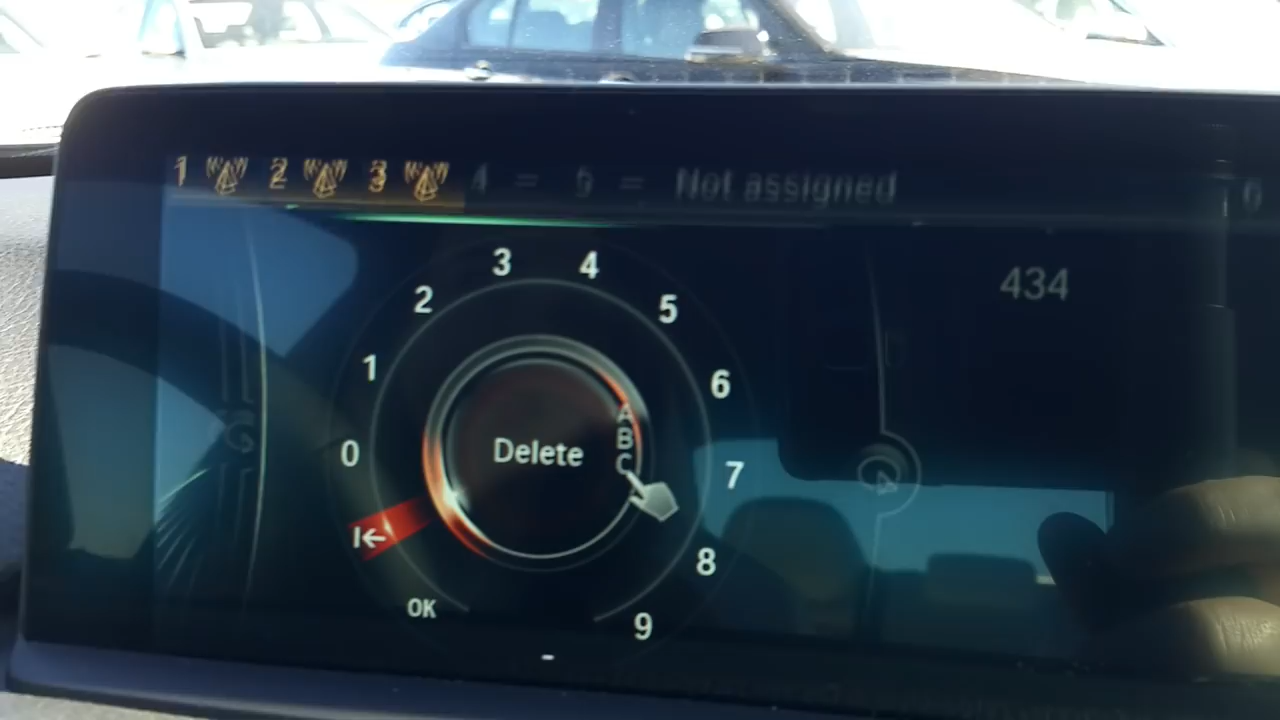 1 2 3 4 = 5 = Not assigned 6
434
3 4
2 5
1 6
0 Delete A B C 7
8
OK 9
-